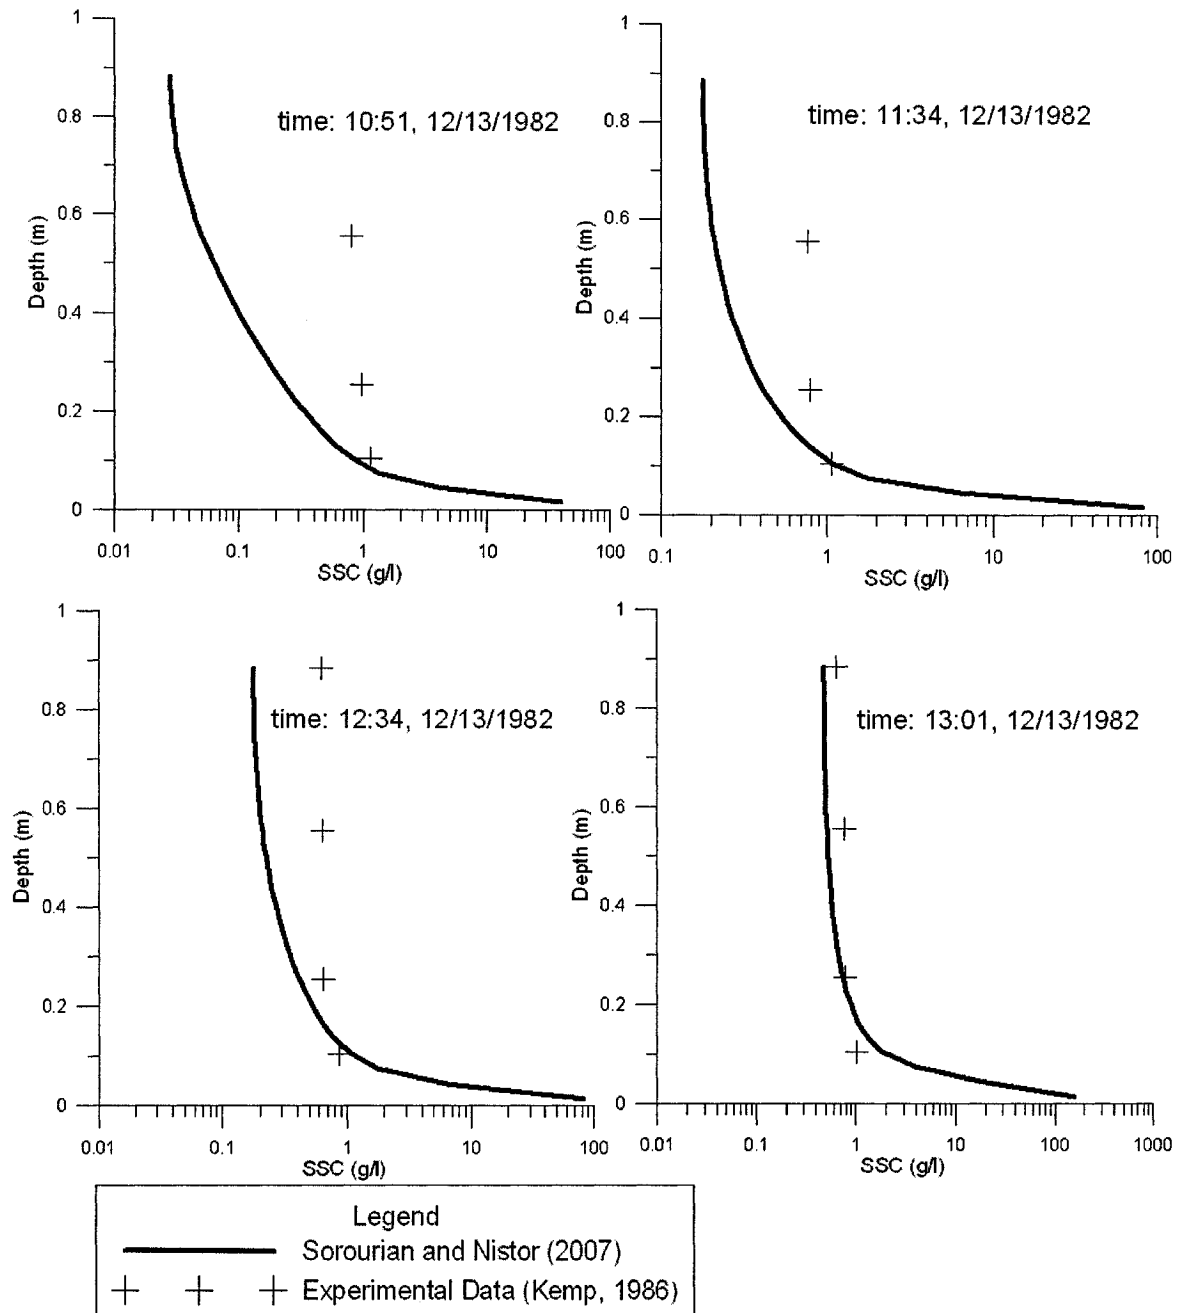 1
0.8
0.6
0.4
0.2
0
Depth (m)
time: 10:51, 12/13/1982
0.01
0.1
1
10
100
SSC (g/l)
1
0.8
0.6
0.4
0.2
0
Depth (m)
time: 11:34, 12/13/1982
0.1
1
10
100
SSC (g/l)
1
0.8
0.6
0.4
0.2
0
Depth (m)
time: 12:34, 12/13/1982
0.01
0.1
1
10
100
SSC (g/l)
1
0.8
0.6
0.4
0.2
0
Depth (m)
time: 13:01, 12/13/1982
0.01
0.1
1
10
100
1000
SSC (g/l)
Legend
Sorourian and Nistor (2007)
Experimental Data (Kemp, 1986)